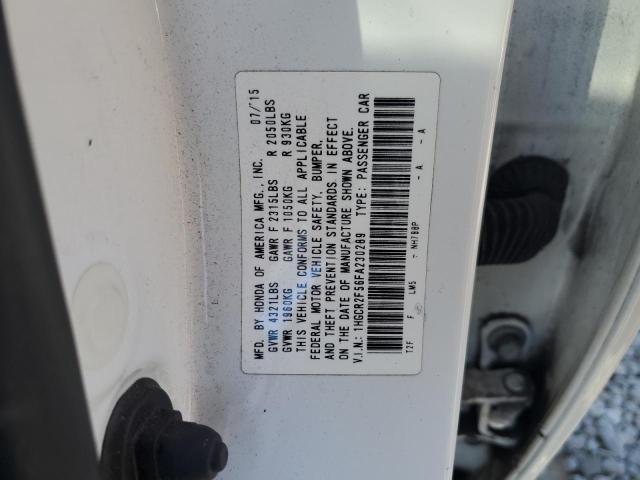 MFD. BY HONDA OF AMERICA MFG., INC. 07/15
GVWR 4321LBS GAWR F 2315LBS R 2050LBS
GVWR 1960KG GAWR F 1050KG R 930KG
THIS VEHICLE CONFORMS TO ALL APPLICABLE
FEDERAL MOTOR VEHICLE SAFETY, BUMPER,
AND THEFT PREVENTION STANDARDS IN EFFECT
ON THE DATE OF MANUFACTURE SHOWN ABOVE.
V.I.N.: 1HGCR2F56FA230289 TYPE: PASSENGER CAR
T2F F LM5 - NH788P - A - A